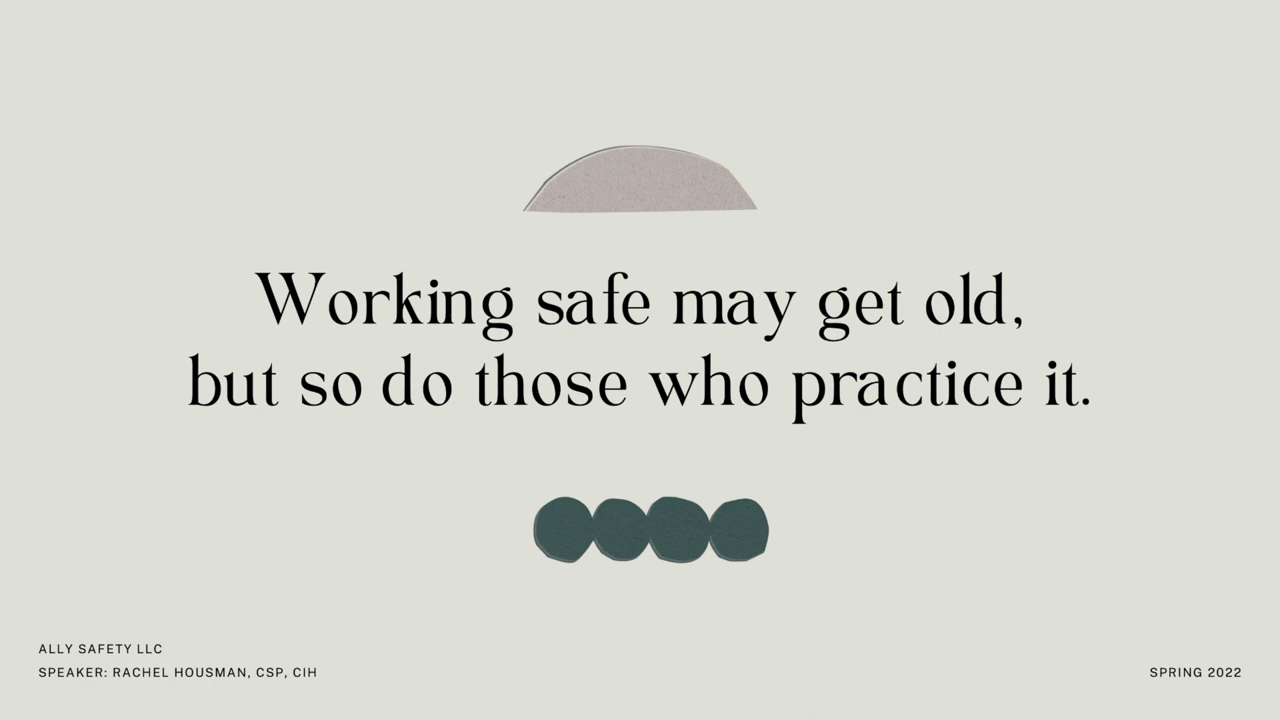 Working safe may get old,
but so do those who practice it.
ALLY SAFETY LLC
SPEAKER: RACHEL HOUSMAN, CSP, CIH
SPRING 2022